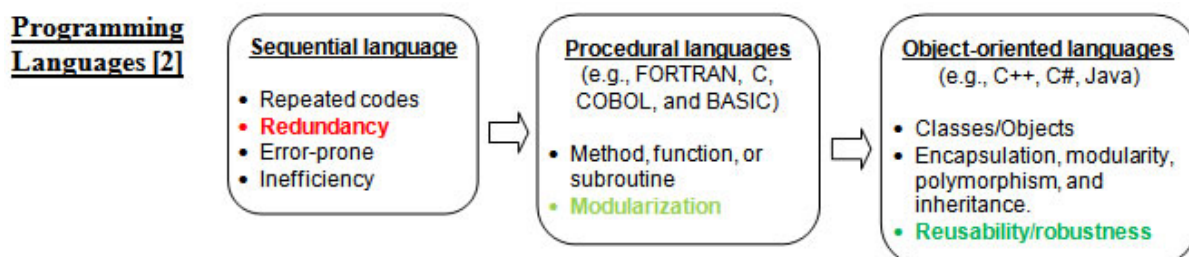 Programming
Languages [2]
Sequential language
• Repeated codes
• Redundancy
• Error-prone
• Inefficiency
Procedural languages
(e.g., FORTRAN, C,
COBOL, and BASIC)
• Method, function, or
subroutine
• Modularization
Object-oriented languages
(e.g., C++, C#, Java)
• Classes/Objects
• Encapsulation, modularity,
polymorphism, and
inheritance.
• Reusability/robustness